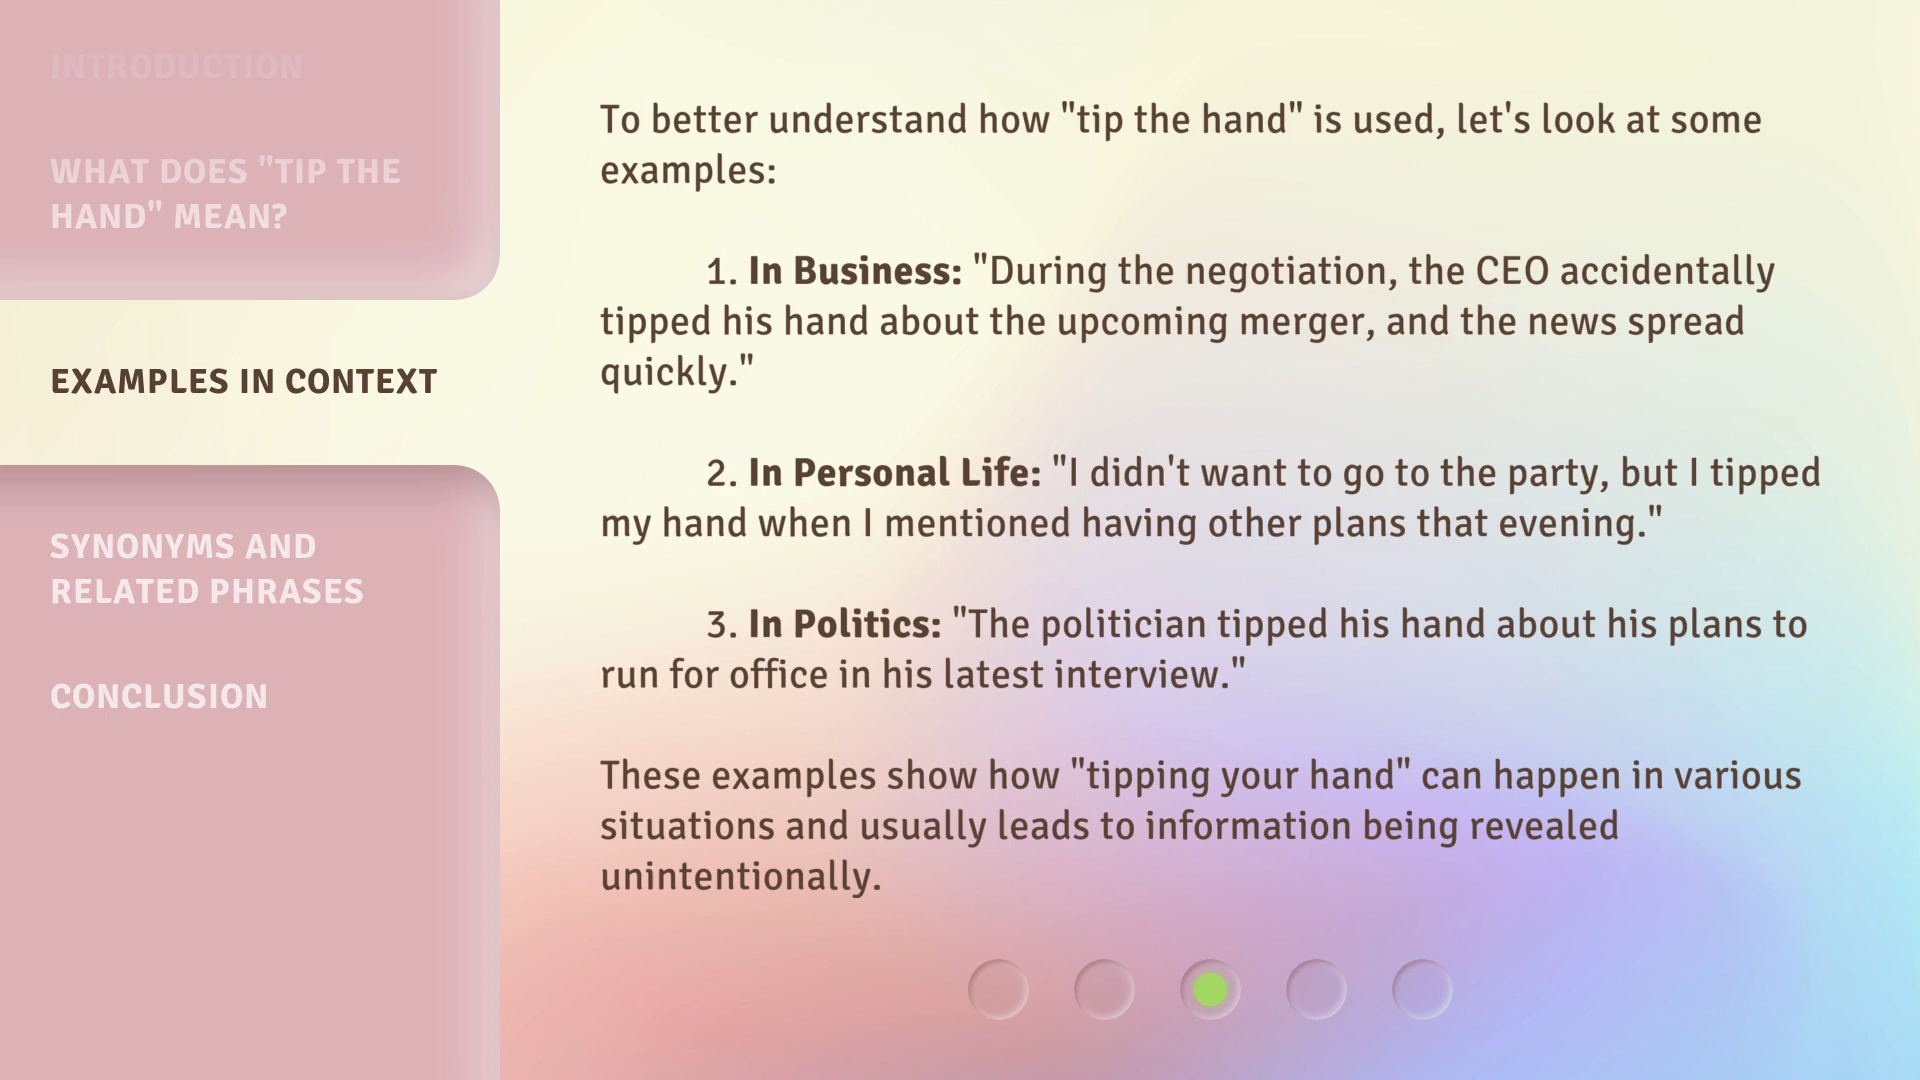 INTRODUCTION
WHAT DOES "TIP THE
HAND" MEAN?
EXAMPLES IN CONTEXT
SYNONYMS AND
RELATED PHRASES
CONCLUSION
To better understand how "tip the hand" is used, let's look at some
examples:
1. In Business: "During the negotiation, the CEO accidentally
tipped his hand about the upcoming merger, and the news spread
quickly."
2. In Personal Life: "I didn't want to go to the party, but I tipped
my hand when I mentioned having other plans that evening."
3. In Politics: "The politician tipped his hand about his plans to
run for office in his latest interview."
These examples show how "tipping your hand" can happen in various
situations and usually leads to information being revealed
unintentionally.